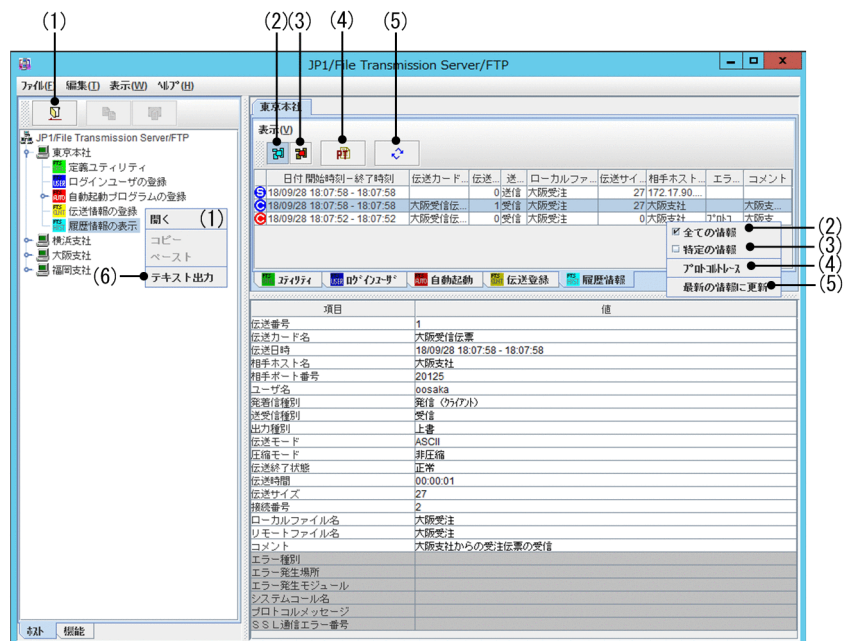 (1)
(2)(3)
(4)
(5)
JP1/File Transmission Server/FTP
ﾌｧｲﾙ(F) 編集(T) 表示(W) ﾍﾙﾌﾟ(H)
JP1/File Transmission Server/FTP
東京本社
定義ユティリティ
ログインユーザの登録
自動起動プログラムの登録
伝送情報の登録
履歴情報の表示
横浜支社
大阪支社
福岡支社
開く (1)
コピー
ペースト
(6) テキスト出力
ﾎｽﾄ 機能
東京本社
表示(V)
日付 開始時刻－終了時刻 伝送カード... 伝送... 送... ローカルファ... 伝送サイ... 相手ホスト... エラ... コメント
S 18/09/28 18:07:58 - 18:07:58 0 送信 大阪受注 27 172.17.90....
C 18/09/28 18:07:58 - 18:07:58 大阪受信伝... 1 受信 大阪受注 27 大阪支社 大阪支...
C 18/09/28 18:07:52 - 18:07:52 大阪受信伝... 0 受信 大阪受注 0 大阪支社 ﾌﾟﾛﾄｺ 大阪支...
全ての情報 (2)
特定の情報 (3)
ﾌﾟﾛﾄｺﾙﾄﾚｰｽ (4)
最新の情報に更新 (5)
ﾕﾃｨﾘﾃｨ ﾛｸﾞｲﾝﾕｰｻﾞ 自動起動 伝送登録 履歴情報
項目 値
伝送番号 1
伝送カード名 大阪受信伝票
伝送日時 18/09/28 18:07:58 - 18:07:58
相手ホスト名 大阪支社
相手ポート番号 20125
ユーザ名 oosaka
発着信種別 発信（ｸﾗｲｱﾝﾄ）
送受信種別 受信
出力種別 上書
伝送モード ASCII
圧縮モード 非圧縮
伝送終了状態 正常
伝送時間 00:00:01
伝送サイズ 27
接続番号 2
ローカルファイル名 大阪受注
リモートファイル名 大阪受注
コメント 大阪支社からの受注伝票の受信
エラー種別
エラー発生場所
エラー発生モジュール
システムコール名
プロトコルメッセージ
ＳＳＬ通信エラー番号